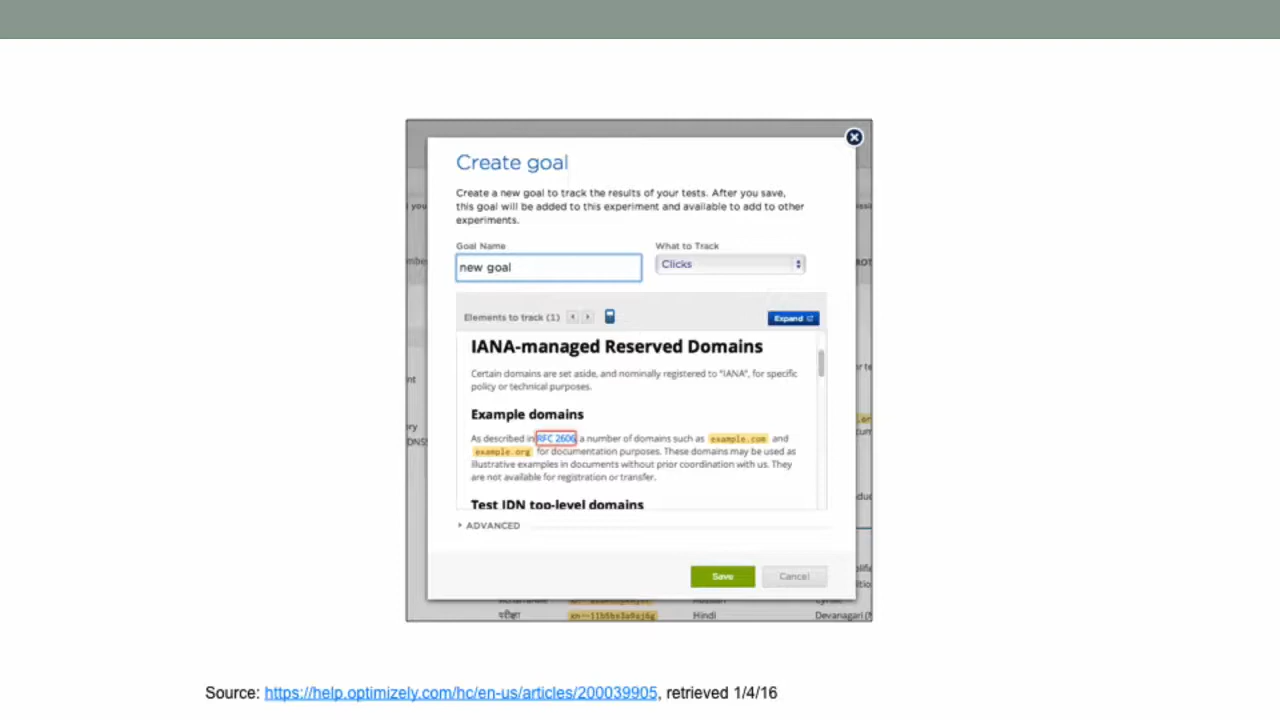 Create goal
Create a new goal to track the results of your tests. After you save,
this goal will be added to this experiment and available to add to other
experiments.
Goal Name
What to Track
new goal
Clicks
Elements to track (1)
Expand
IANA-managed Reserved Domains
Certain domains are set aside, and nominally registered to “IANA”, for specific
policy or technical purposes.
Example domains
As described in RFC 2606 a number of domains such as example.com and
example.org for documentation purposes. These domains may be used as
illustrative examples in documents without prior coordination with us. They
are not available for registration or transfer.
Test IDN top-level domains
ADVANCED
Save
Cancel
परीक्षा
Hindi
Devanagari
Source: https://help.optimizely.com/hc/en-us/articles/200039905, retrieved 1/4/16